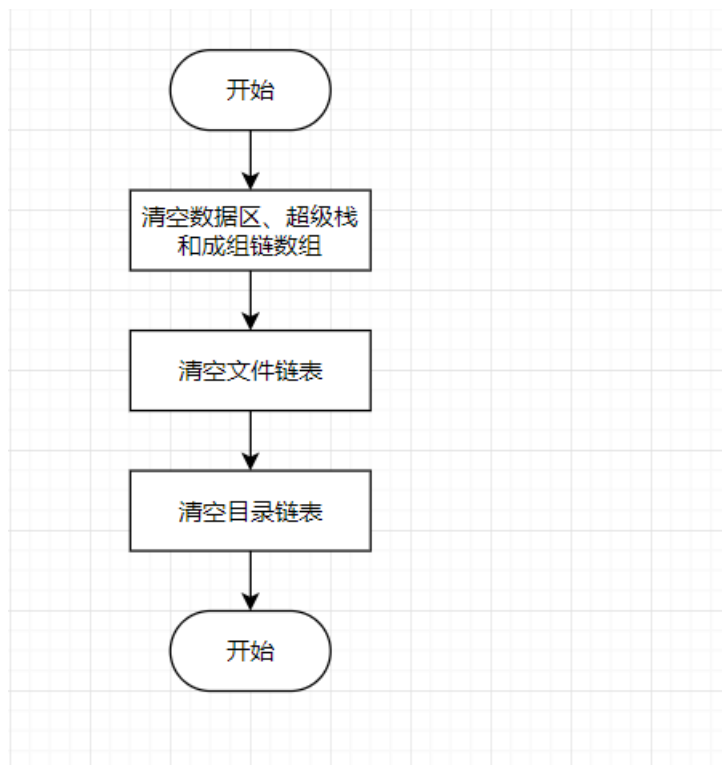 开始
清空数据区、超级栈
和成组链数组
清空文件链表
清空目录链表
开始